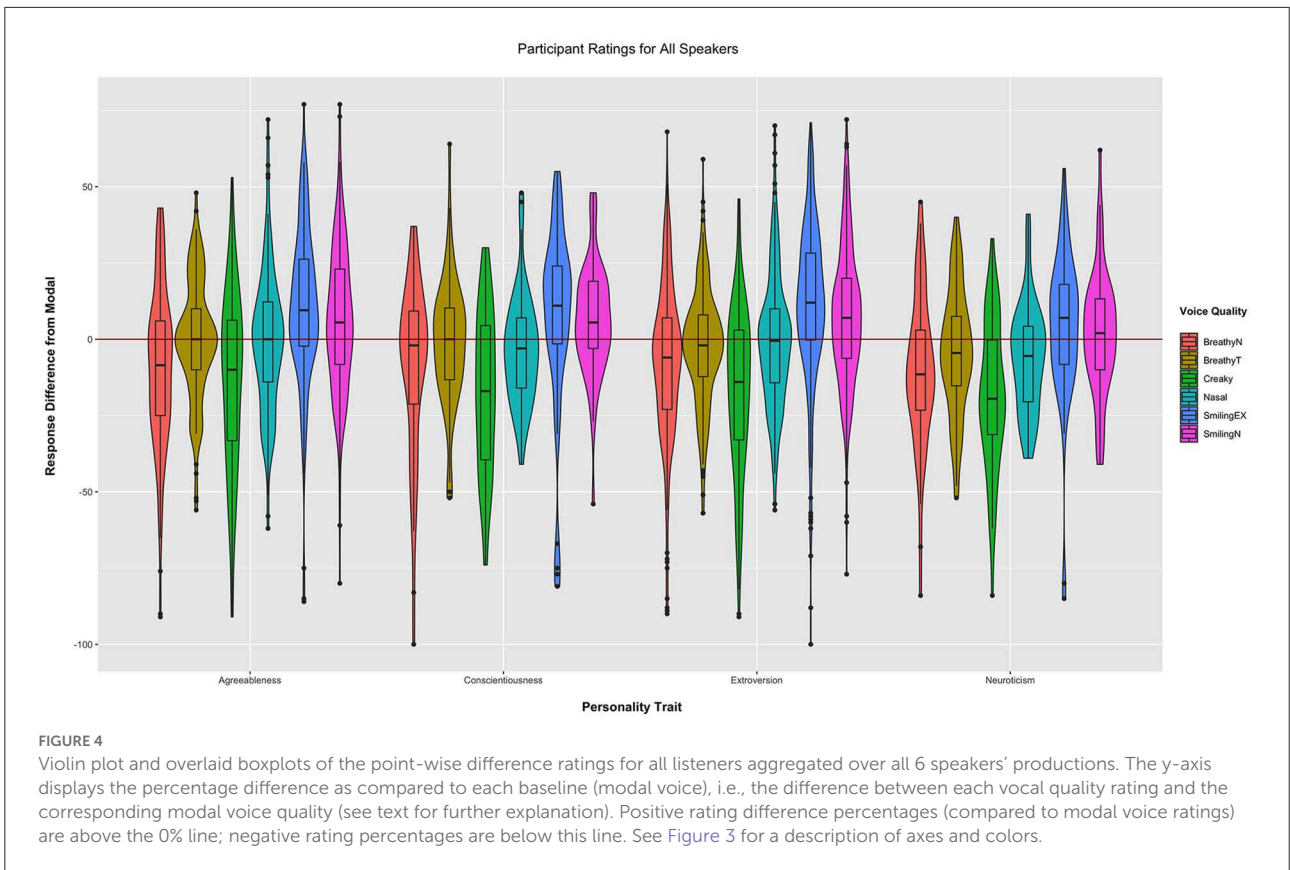 Participant Ratings for All Speakers
Response Difference from Modal
50
0
-50
-100
Agreeableness
Conscientiousness
Extroversion
Neuroticism
Personality Trait
Voice Quality
BreathyN
BreathyT
Creaky
Nasal
SmilingEX
SmilingN
FIGURE 4
Violin plot and overlaid boxplots of the point-wise difference ratings for all listeners aggregated over all 6 speakers' productions. The y-axis
displays the percentage difference as compared to each baseline (modal voice), i.e., the difference between each vocal quality rating and the
corresponding modal voice quality (see text for further explanation). Positive rating difference percentages (compared to modal voice ratings)
are above the 0% line; negative rating percentages are below this line. See Figure 3 for a description of axes and colors.